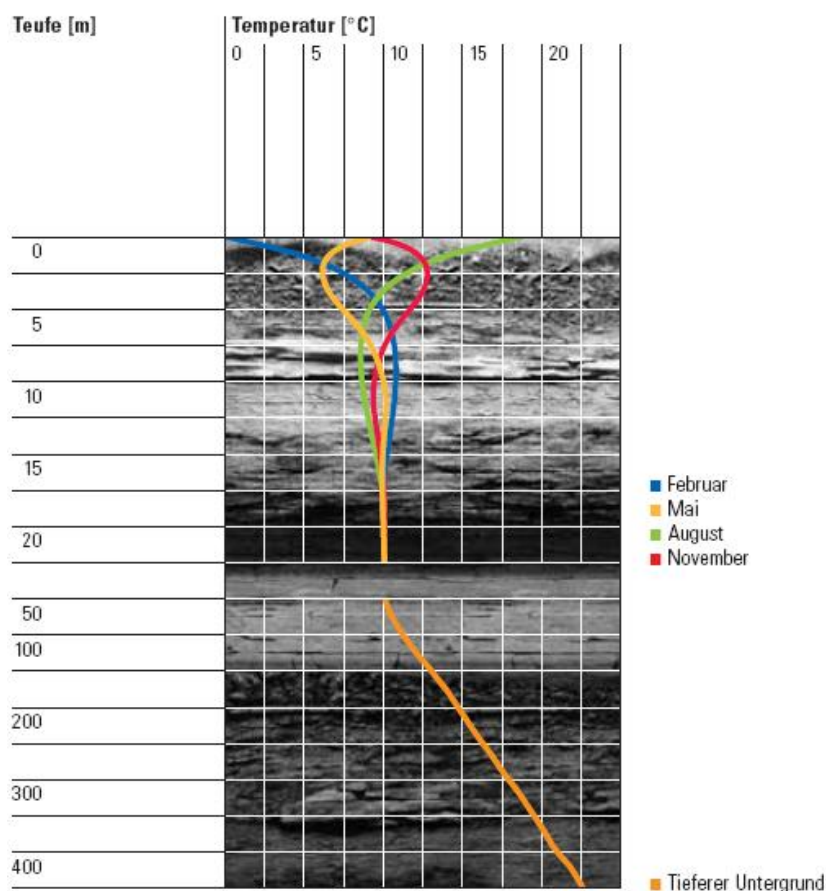 Teufe [m]
Temperatur [°C]
0 5 10 15 20
0
5
10
15
20
50
100
200
300
400
Februar
Mai
August
November
Tieferer Untergrund